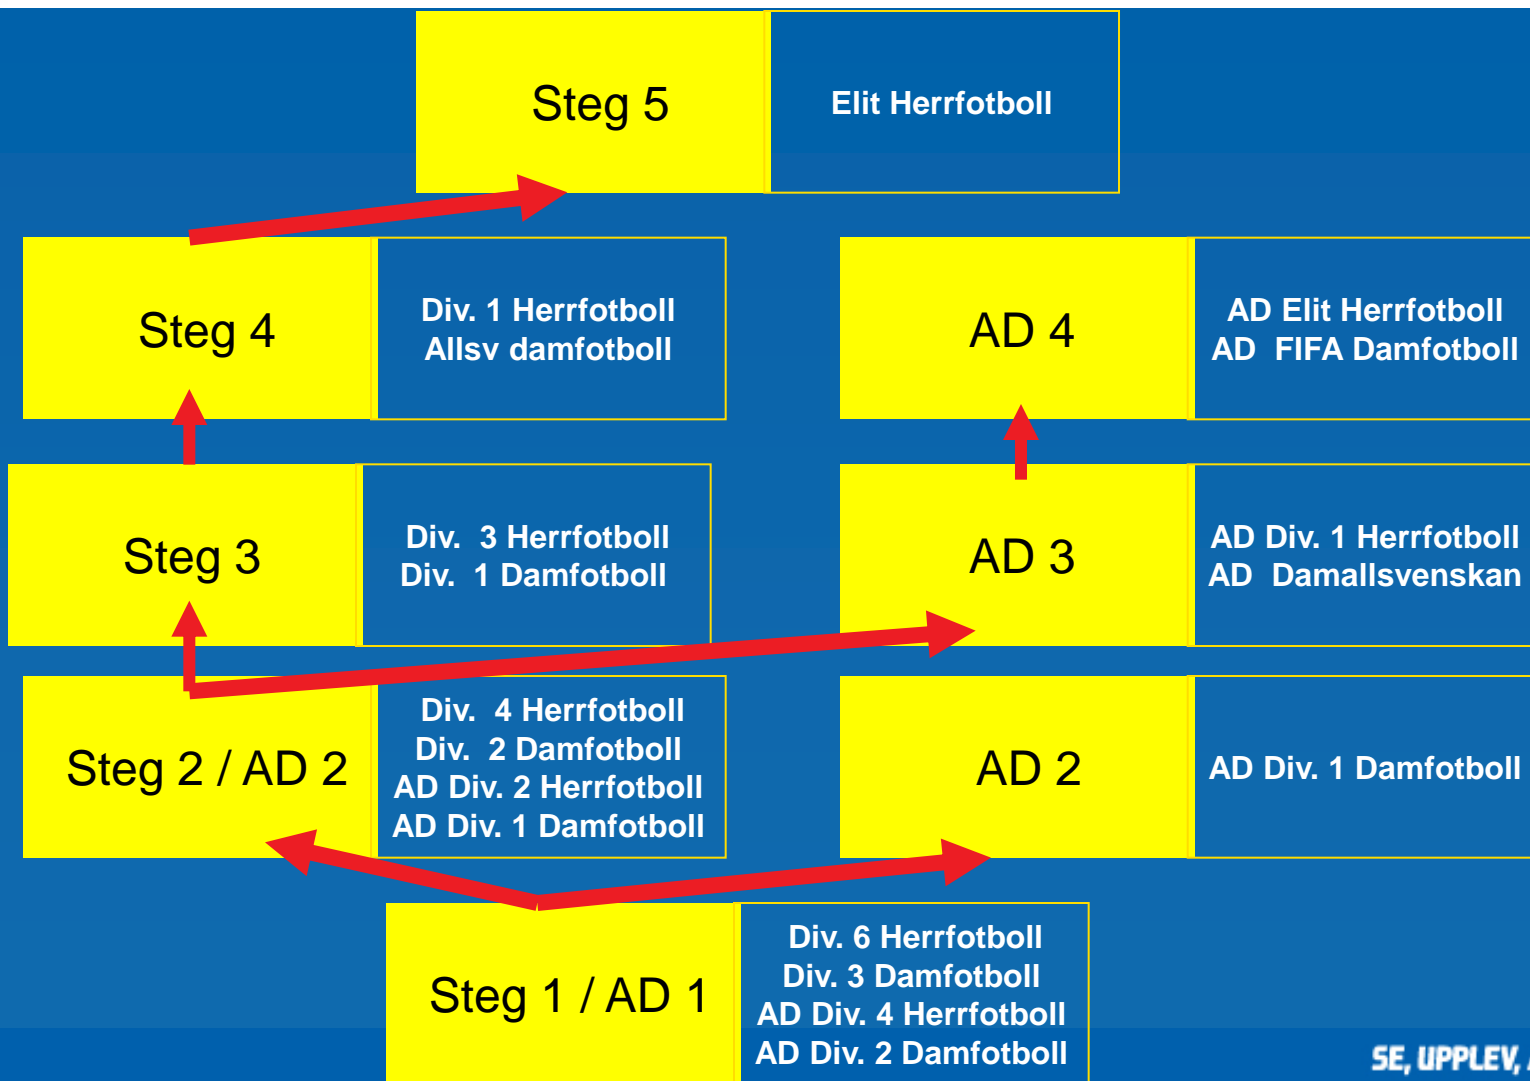 Steg 5
Elit Herrfotboll
Steg 4
Div. 1 Herrfotboll
Allsv damfotboll
AD 4
AD Elit Herrfotboll
AD FIFA Damfotboll
Steg 3
Div. 3 Herrfotboll
Div. 1 Damfotboll
AD 3
AD Div. 1 Herrfotboll
AD Damallsvenskan
Steg 2 / AD 2
Div. 4 Herrfotboll
Div. 2 Damfotboll
AD Div. 2 Herrfotboll
AD Div. 1 Damfotboll
AD 2
AD Div. 1 Damfotboll
Steg 1 / AD 1
Div. 6 Herrfotboll
Div. 3 Damfotboll
AD Div. 4 Herrfotboll
AD Div. 2 Damfotboll
SE, UPPLEV,